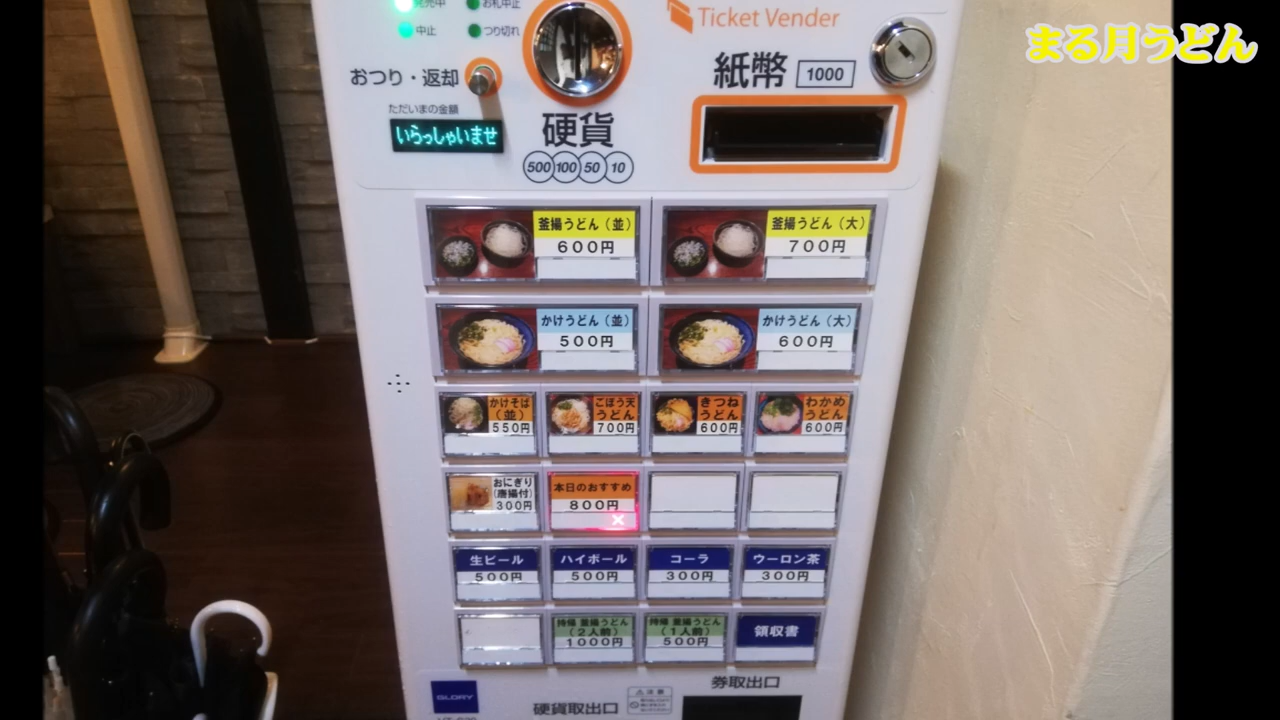 まる月うどん
発売中
お札中止
中止
つり切れ
Ticket Vender
おつり・返却
紙幣 1000
ただいまの金額
いらっしゃいませ
硬貨
500 100 50 10
釜揚うどん(並)
600円
釜揚うどん(大)
700円
かけうどん(並)
500円
かけうどん(大)
600円
かけそば
(並)
550円
ごぼう天
うどん
700円
きつね
うどん
600円
わかめ
うどん
600円
おにぎり
(唐揚付)
300円
本日のおすすめ
800円
×
生ビール
500円
ハイボール
500円
コーラ
300円
ウーロン茶
300円
持帰 釜揚うどん
(2人前)
1000円
持帰 釜揚うどん
(1人前)
500円
領収書
GLORY
硬貨取出口
注意
券取出口